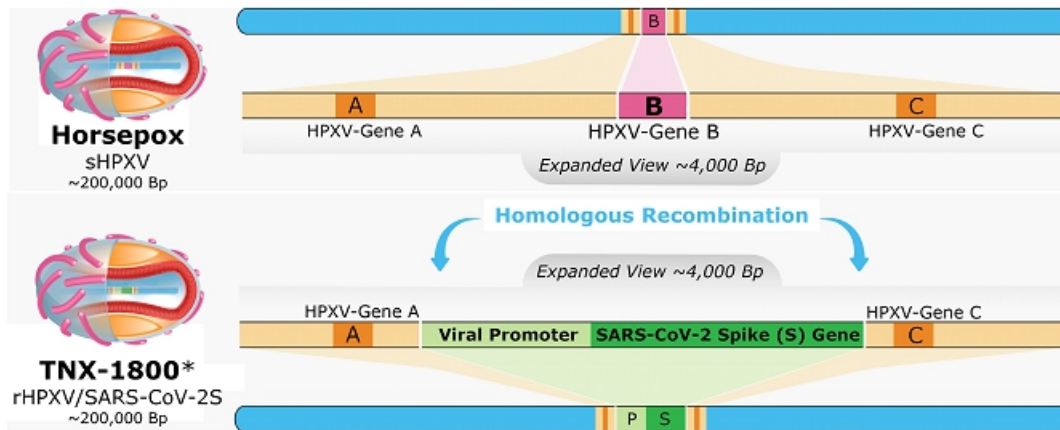 B
A
B
C
HPXV-Gene A
HPXV-Gene B
HPXV-Gene C
Horsepox
sHPXV
~200,000 Bp
Expanded View ~4,000 Bp
Homologous Recombination
Expanded View ~4,000 Bp
HPXV-Gene A
HPXV-Gene C
A
Viral Promoter
SARS-CoV-2 Spike (S) Gene
C
TNX-1800*
rHPXV/SARS-CoV-2S
~200,000 Bp
P
S